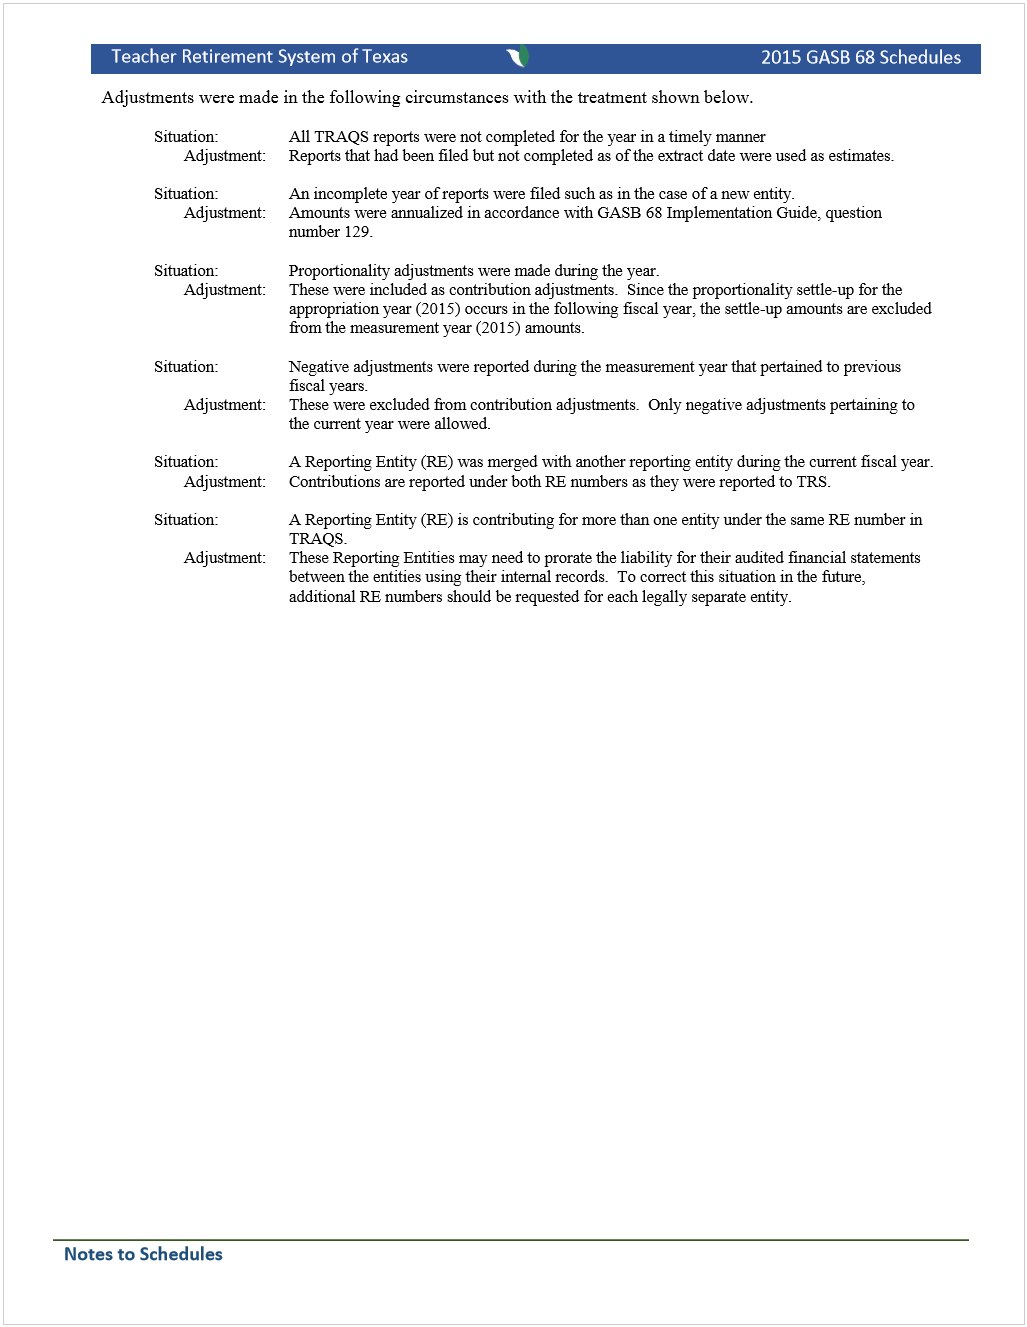 Teacher Retirement System of Texas 2015 GASB 68 Schedules
Adjustments were made in the following circumstances with the treatment shown below.
Situation: All TRAQS reports were not completed for the year in a timely manner
Adjustment: Reports that had been filed but not completed as of the extract date were used as estimates.
Situation: An incomplete year of reports were filed such as in the case of a new entity.
Adjustment: Amounts were annualized in accordance with GASB 68 Implementation Guide, question
number 129.
Situation: Proportionality adjustments were made during the year.
Adjustment: These were included as contribution adjustments. Since the proportionality settle-up for the
appropriation year (2015) occurs in the following fiscal year, the settle-up amounts are excluded
from the measurement year (2015) amounts.
Situation: Negative adjustments were reported during the measurement year that pertained to previous
fiscal years.
Adjustment: These were excluded from contribution adjustments. Only negative adjustments pertaining to
the current year were allowed.
Situation: A Reporting Entity (RE) was merged with another reporting entity during the current fiscal year.
Adjustment: Contributions are reported under both RE numbers as they were reported to TRS.
Situation: A Reporting Entity (RE) is contributing for more than one entity under the same RE number in
TRAQS.
Adjustment: These Reporting Entities may need to prorate the liability for their audited financial statements
between the entities using their internal records. To correct this situation in the future,
additional RE numbers should be requested for each legally separate entity.
Notes to Schedules